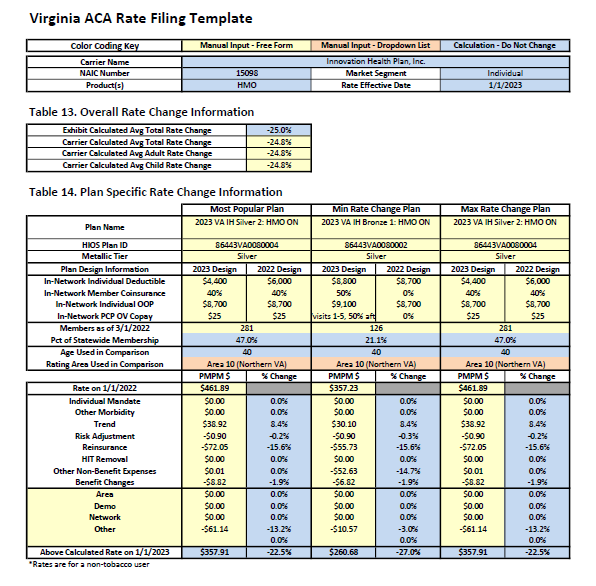 Virginia ACA Rate Filing Template
Color Coding Key Manual Input - Free Form Manual Input - Dropdown List Calculation - Do Not Change
Carrier Name Innovation Health Plan, Inc.
NAIC Number 15098 Market Segment Individual
Product(s) HMO Rate Effective Date 1/1/2023
Table 13. Overall Rate Change Information
Exhibit Calculated Avg Total Rate Change -25.0%
Carrier Calculated Avg Total Rate Change -24.8%
Carrier Calculated Avg Adult Rate Change -24.8%
Carrier Calculated Avg Child Rate Change -24.8%
Table 14. Plan Specific Rate Change Information
Most Popular Plan Min Rate Change Plan Max Rate Change Plan
Plan Name 2023 VA IH Silver 2: HMO ON 2023 VA IH Bronze 1: HMO ON 2023 VA IH Silver 2: HMO ON
HIOS Plan ID 86443VA0080004 86443VA0080002 86443VA0080004
Metallic Tier Silver Silver Silver
Plan Design Information 2023 Design 2022 Design 2023 Design 2022 Design 2023 Design 2022 Design
In-Network Individual Deductible $4,400 $6,000 $8,800 $8,700 $4,400 $6,000
In-Network Member Coinsurance 40% 40% 50% 0% 40% 40%
In-Network Individual OOP $8,700 $8,700 $9,100 $8,700 $8,700 $8,700
In-Network PCP OV Copay $25 $25 visits 1-5, 50% aft 0% $25 $25
Members as of 3/1/2022 281 126 281
Pct of Statewide Membership 47.0% 21.1% 47.0%
Age Used in Comparison 40 40 40
Rating Area Used in Comparison Area 10 (Northern VA) Area 10 (Northern VA) Area 10 (Northern VA)
PMPM $ % Change PMPM $ % Change PMPM $ % Change
Rate on 1/1/2022 $461.89 $357.23 $461.89
Individual Mandate $0.00 0.0% $0.00 0.0% $0.00 0.0%
Other Morbidity $0.00 0.0% $0.00 0.0% $0.00 0.0%
Trend $38.92 8.4% $30.10 8.4% $38.92 8.4%
Risk Adjustment -$0.90 -0.2% -$0.90 -0.3% -$0.90 -0.2%
Reinsurance -$72.05 -15.6% -$55.73 -15.6% -$72.05 -15.6%
HIT Removal $0.00 0.0% $0.00 0.0% $0.00 0.0%
Other Non-Benefit Expenses $0.01 0.0% -$52.63 -14.7% $0.01 0.0%
Benefit Changes -$8.82 -1.9% -$6.82 -1.9% -$8.82 -1.9%
Area $0.00 0.0% $0.00 0.0% $0.00 0.0%
Demo $0.00 0.0% $0.00 0.0% $0.00 0.0%
Network $0.00 0.0% $0.00 0.0% $0.00 0.0%
Other -$61.14 -13.2% -$10.57 -3.0% -$61.14 -13.2%
0.0% 0.0% 0.0%
Above Calculated Rate on 1/1/2023 $357.91 -22.5% $260.68 -27.0% $357.91 -22.5%
*Rates are for a non-tobacco user